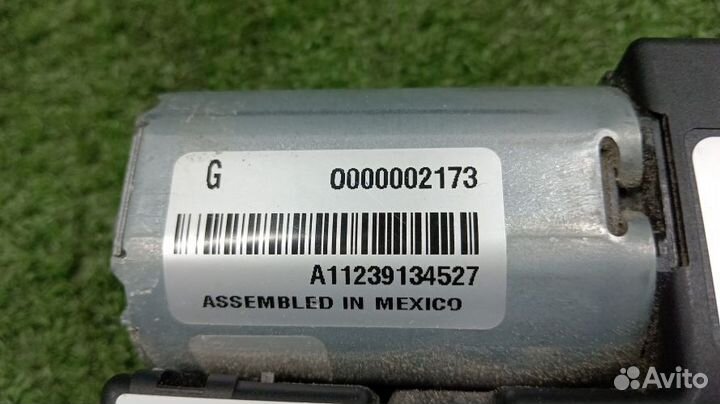 G 0000002173
A11239134527
ASSEMBLED IN MEXICO
Avito